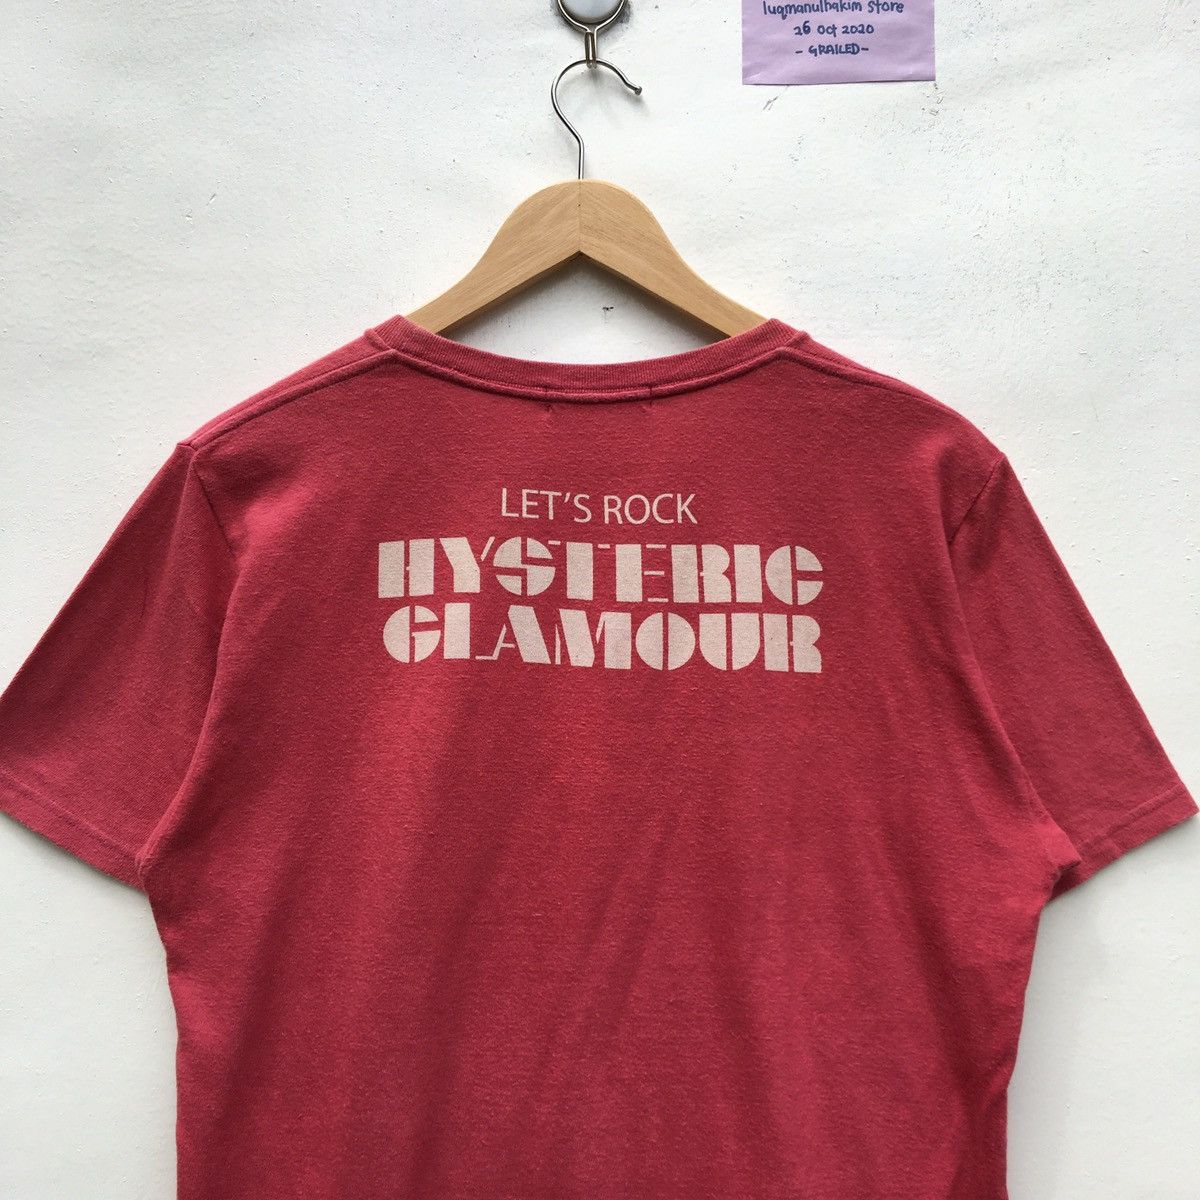 luqmanulhakim store
26 Oct 2020
- GRAILED -
LET'S ROCK
HYSTERIC
GLAMOUR